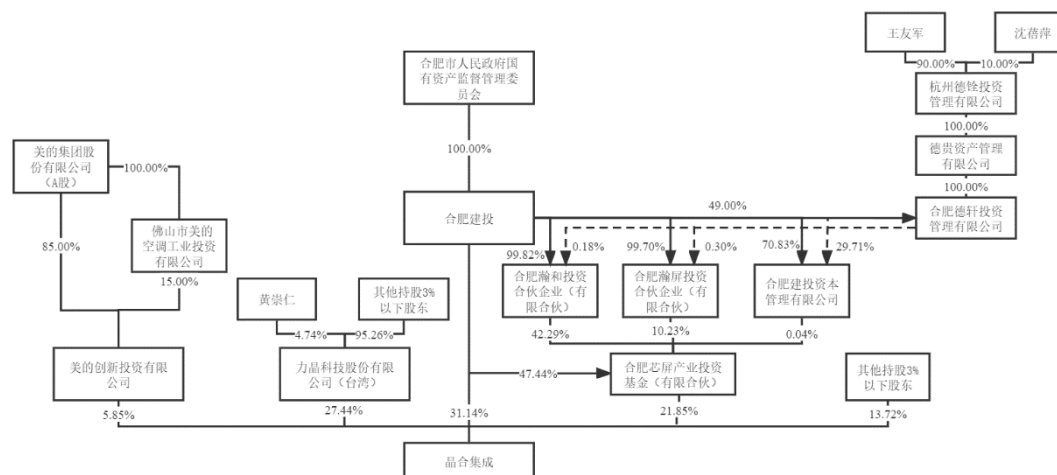 王友军
沈蓓萍
90.00%
10.00%
合肥市人民政府国
有资产监督管理委
员会
杭州德铨投资
管理有限公司
100.00%
100.00%
德贵资产管理
有限公司
100.00%
美的集团股
份有限公司
（A股）
100.00%
合肥建投
49.00%
合肥德轩投资
管理有限公司
佛山市美的
空调工业投资
有限公司
85.00%
15.00%
99.82%
0.18%
99.70%
0.30%
70.83%
29.71%
合肥瀚和投资
合伙企业（有
限合伙）
合肥瀚屏投资
合伙企业（有
限合伙）
合肥建投资本
管理有限公司
黄崇仁
其他持股3%
以下股东
4.74%
95.26%
42.29%
10.23%
0.04%
美的创新投资有限
公司
力晶科技股份有限
公司（台湾）
47.44%
合肥芯屏产业投资
基金（有限合伙）
其他持股3%
以下股东
5.85%
27.44%
31.14%
21.85%
13.72%
晶合集成